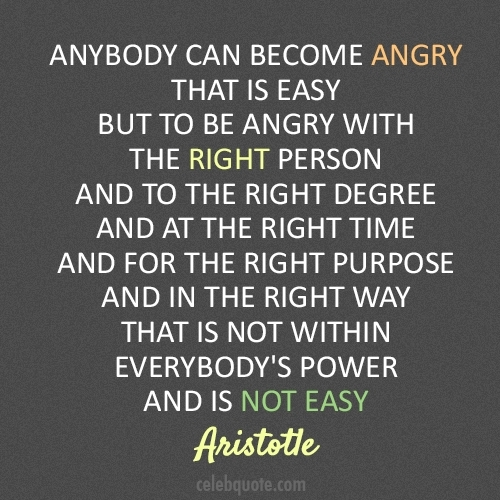 ANYBODY CAN BECOME ANGRY
THAT IS EASY
BUT TO BE ANGRY WITH
THE RIGHT PERSON
AND TO THE RIGHT DEGREE
AND AT THE RIGHT TIME
AND FOR THE RIGHT PURPOSE
AND IN THE RIGHT WAY
THAT IS NOT WITHIN
EVERYBODY'S POWER
AND IS NOT EASY
Aristotle
celebquote.com